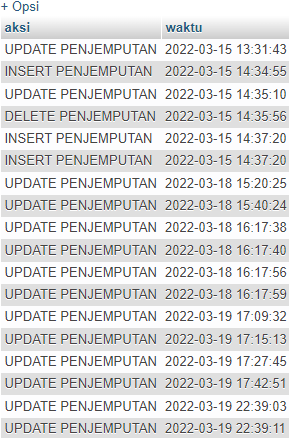 + Opsi
aksi waktu
UPDATE PENJEMPUTAN 2022-03-15 13:31:43
INSERT PENJEMPUTAN 2022-03-15 14:34:55
UPDATE PENJEMPUTAN 2022-03-15 14:35:10
DELETE PENJEMPUTAN 2022-03-15 14:35:56
INSERT PENJEMPUTAN 2022-03-15 14:37:20
INSERT PENJEMPUTAN 2022-03-15 14:37:20
UPDATE PENJEMPUTAN 2022-03-18 15:20:25
UPDATE PENJEMPUTAN 2022-03-18 15:40:24
UPDATE PENJEMPUTAN 2022-03-18 16:17:38
UPDATE PENJEMPUTAN 2022-03-18 16:17:40
UPDATE PENJEMPUTAN 2022-03-18 16:17:56
UPDATE PENJEMPUTAN 2022-03-18 16:17:59
UPDATE PENJEMPUTAN 2022-03-19 17:09:32
UPDATE PENJEMPUTAN 2022-03-19 17:15:13
UPDATE PENJEMPUTAN 2022-03-19 17:27:45
UPDATE PENJEMPUTAN 2022-03-19 17:42:51
UPDATE PENJEMPUTAN 2022-03-19 22:39:03
UPDATE PENJEMPUTAN 2022-03-19 22:39:11